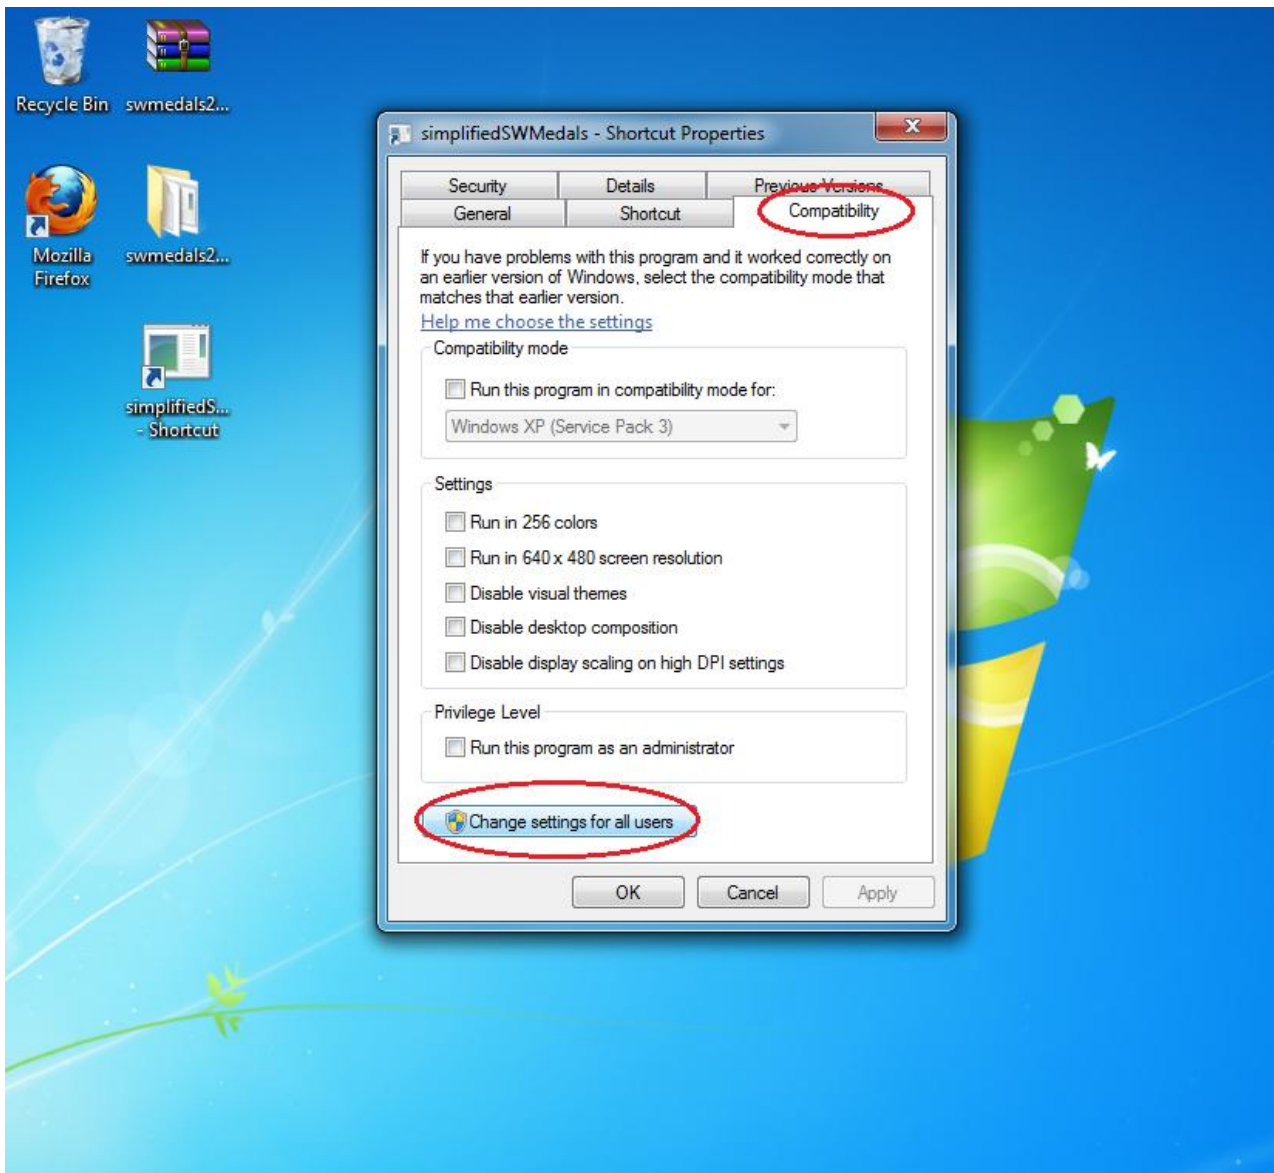 Recycle Bin
swmedals2...
Mozilla
Firefox
swmedals2...
simplifiedS...
- Shortcut
simplifiedSWMedals - Shortcut Properties
Security
Details
Previous Versions
General
Shortcut
Compatibility
If you have problems with this program and it worked correctly on
an earlier version of Windows, select the compatibility mode that
matches that earlier version.
Help me choose the settings
Compatibility mode
Run this program in compatibility mode for:
Windows XP (Service Pack 3)
Settings
Run in 256 colors
Run in 640 x 480 screen resolution
Disable visual themes
Disable desktop composition
Disable display scaling on high DPI settings
Privilege Level
Run this program as an administrator
Change settings for all users
OK
Cancel
Apply